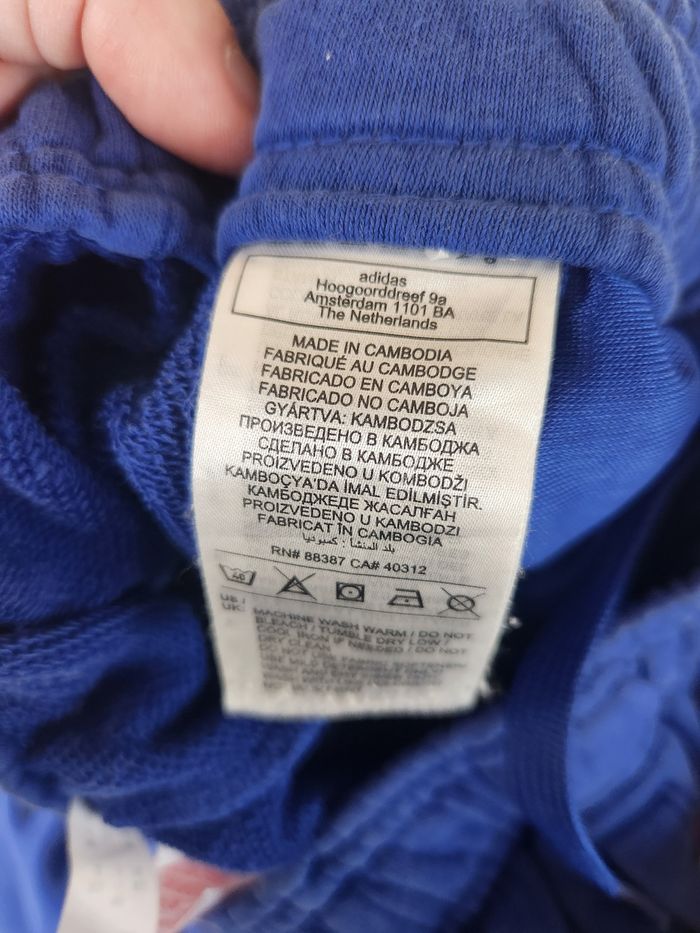 adidas
Hoogoorddreef 9a
Amsterdam 1101 BA
The Netherlands
MADE IN CAMBODIA
FABRIQUÉ AU CAMBODGE
FABRICADO EN CAMBOYA
FABRICADO NO CAMBOJA
GYÁRTVA: KAMBODZSA
ПРОИЗВЕДЕНО В КАМБОДЖА
СДЕЛАНО В КАМБОДЖЕ
PROIZVEDENO U KOMBODŽI
KAMBOÇYA'DA İMAL EDİLMİŞTİR.
КАМБОДЖЕДЕ ЖАСАЛҒАН
PROIZVEDENO U KAMBODZI
FABRICAT ÎN CAMBOGIA
بلد المنشأ : كمبوديا
RN# 88387 CA# 40312
40
US /
UK:
MACHINE WASH WARM / DO NOT
BLEACH / TUMBLE DRY LOW /
COOL IRON IF NEEDED / DO NOT
DRY CLEAN